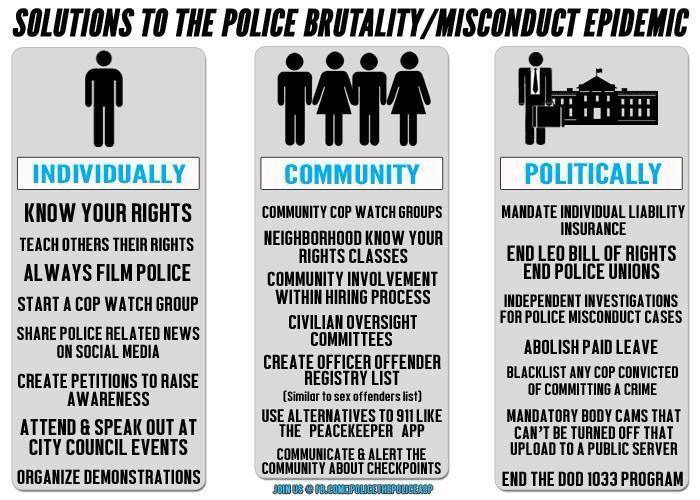 SOLUTIONS TO THE POLICE BRUTALITY/MISCONDUCT EPIDEMIC
INDIVIDUALLY
KNOW YOUR RIGHTS
TEACH OTHERS THEIR RIGHTS
ALWAYS FILM POLICE
START A COP WATCH GROUP
SHARE POLICE RELATED NEWS
ON SOCIAL MEDIA
CREATE PETITIONS TO RAISE
AWARENESS
ATTEND & SPEAK OUT AT
CITY COUNCIL EVENTS
ORGANIZE DEMONSTRATIONS
COMMUNITY
COMMUNITY COP WATCH GROUPS
NEIGHBORHOOD KNOW YOUR
RIGHTS CLASSES
COMMUNITY INVOLVEMENT
WITHIN HIRING PROCESS
CIVILIAN OVERSIGHT
COMMITTEES
CREATE OFFICER OFFENDER
REGISTRY LIST
(Similar to sex offenders list)
USE ALTERNATIVES TO 911 LIKE
THE PEACEKEEPER APP
COMMUNICATE & ALERT THE
COMMUNITY ABOUT CHECKPOINTS
JOIN US @ FB.COM/POLICETHEPOLICEACP
POLITICALLY
MANDATE INDIVIDUAL LIABILITY
INSURANCE
END LEO BILL OF RIGHTS
END POLICE UNIONS
INDEPENDENT INVESTIGATIONS
FOR POLICE MISCONDUCT CASES
ABOLISH PAID LEAVE
BLACKLIST ANY COP CONVICTED
OF COMMITTING A CRIME
MANDATORY BODY CAMS THAT
CAN'T BE TURNED OFF THAT
UPLOAD TO A PUBLIC SERVER
END THE DOD 1033 PROGRAM